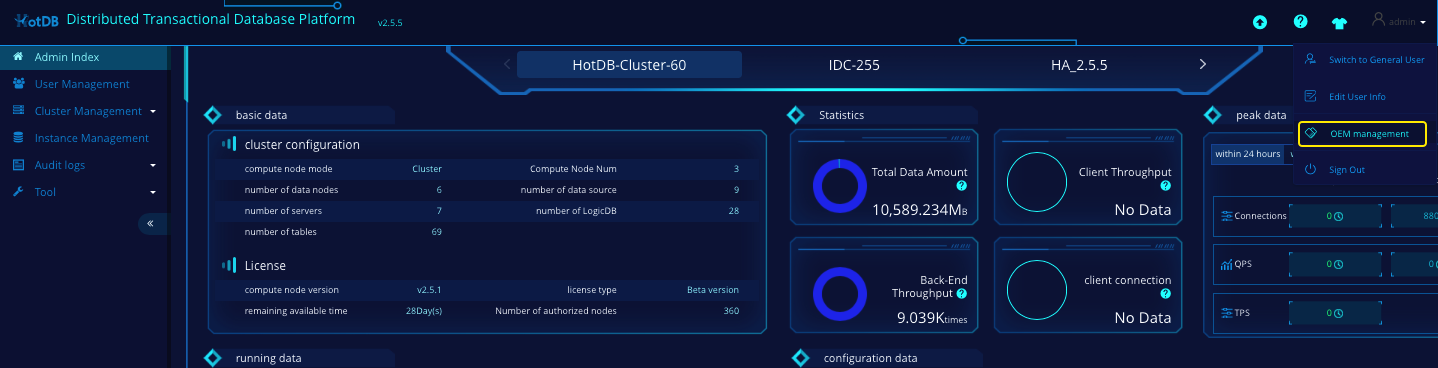 HotDB Distributed Transactional Database Platform v2.5.5
admin
Admin Index
User Management
Cluster Management
Instance Management
Audit logs
Tool
HotDB-Cluster-60 IDC-255 HA_2.5.5
Switch to General User
Edit User Info
OEM management
Sign Out
basic data
cluster configuration
compute node mode Cluster Compute Node Num 3
number of data nodes 6 number of data source 9
number of servers 7 number of LogicDB 28
number of tables 69
License
compute node version v2.5.1 license type Beta version
remaining available time 28Day(s) Number of authorized nodes 360
Statistics
Total Data Amount
10,589.234MB
Client Throughput
No Data
Back-End
Throughput
9.039Ktimes
client connection
No Data
peak data
within 24 hours
Connections 0 880
QPS 0 0
TPS 0
running data
configuration data